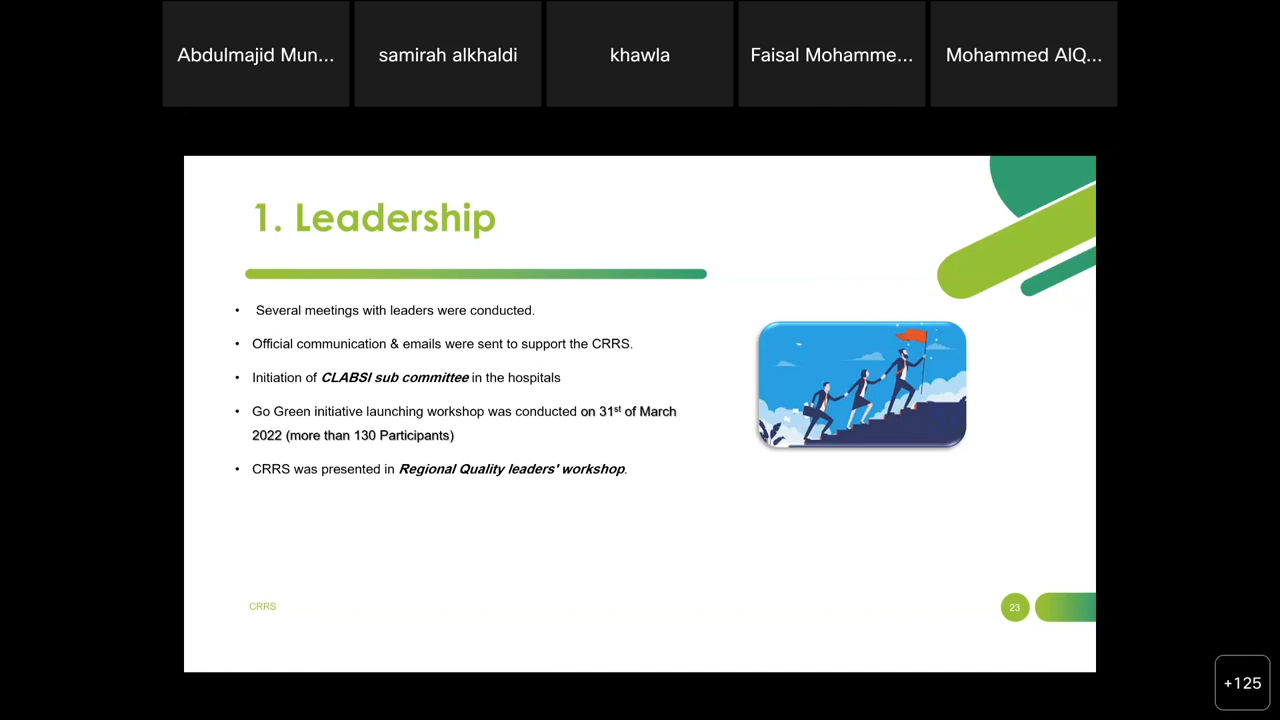 Abdulmajid Mun...
samirah alkhaldi
khawla
Faisal Mohamme...
Mohammed AlQ...
1. Leadership
• Several meetings with leaders were conducted.
• Official communication & emails were sent to support the CRRS.
• Initiation of CLABSI sub committee in the hospitals
• Go Green initiative launching workshop was conducted on 31st of March
2022 (more than 130 Participants)
• CRRS was presented in Regional Quality leaders' workshop.
CRRS
23
+125